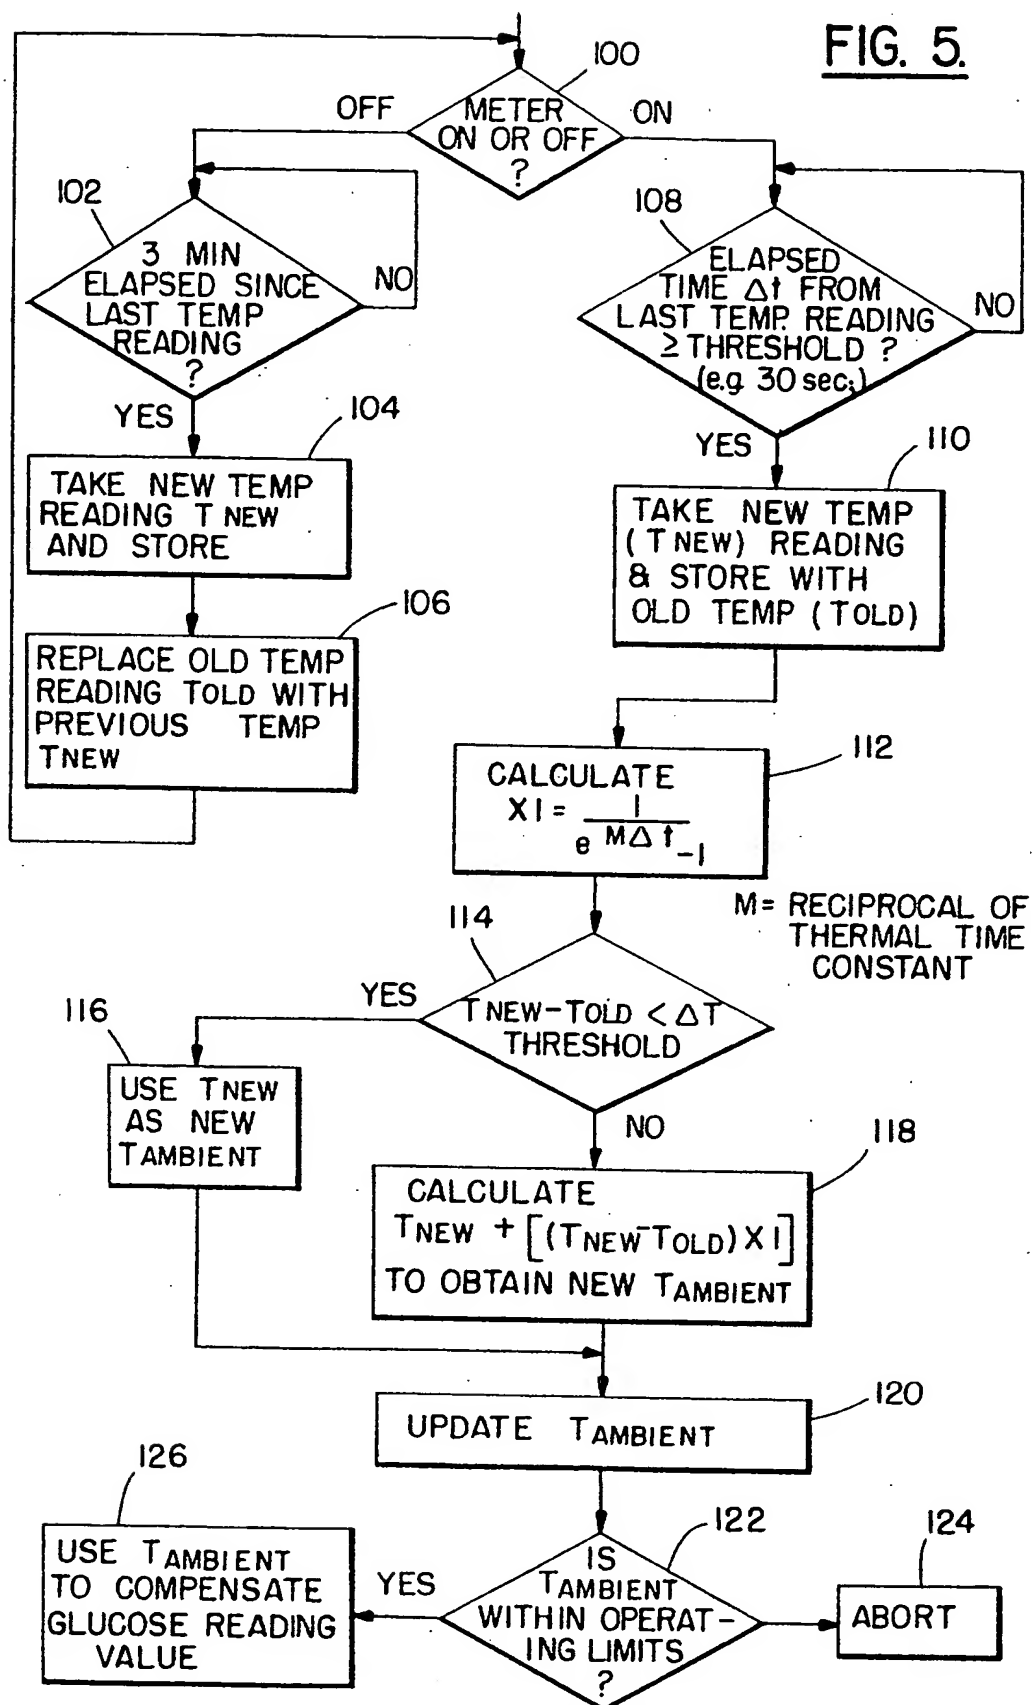 FIG. 5.
100
METER
ON OR OFF
?
OFF
ON
102
3 MIN
ELAPSED SINCE
LAST TEMP
READING
?
NO
YES
104
TAKE NEW TEMP
READING TNEW
AND STORE
106
REPLACE OLD TEMP
READING TOLD WITH
PREVIOUS TEMP
TNEW
108
ELAPSED
TIME Δt FROM
LAST TEMP. READING
≥ THRESHOLD ?
(e.g 30 sec.)
NO
YES
110
TAKE NEW TEMP
(TNEW) READING
& STORE WITH
OLD TEMP (TOLD)
112
CALCULATE
X1 = 1
e MΔt -1
M= RECIPROCAL OF
THERMAL TIME
CONSTANT
114
TNEW-TOLD < ΔT
THRESHOLD
YES
NO
116
USE TNEW
AS NEW
TAMBIENT
118
CALCULATE
TNEW + [(TNEW-TOLD) X1]
TO OBTAIN NEW TAMBIENT
120
UPDATE TAMBIENT
122
IS
TAMBIENT
WITHIN OPERAT-
ING LIMITS
?
YES
124
ABORT
126
USE TAMBIENT
TO COMPENSATE
GLUCOSE READING
VALUE